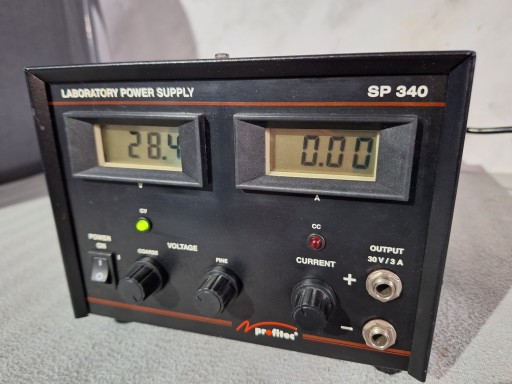 LABORATORY POWER SUPPLY
SP 340
28.4
0.00
V
A
CV
CC
POWER
ON
COARSE
VOLTAGE
FINE
CURRENT
OUTPUT
30 V / 3 A
+
−
profitec